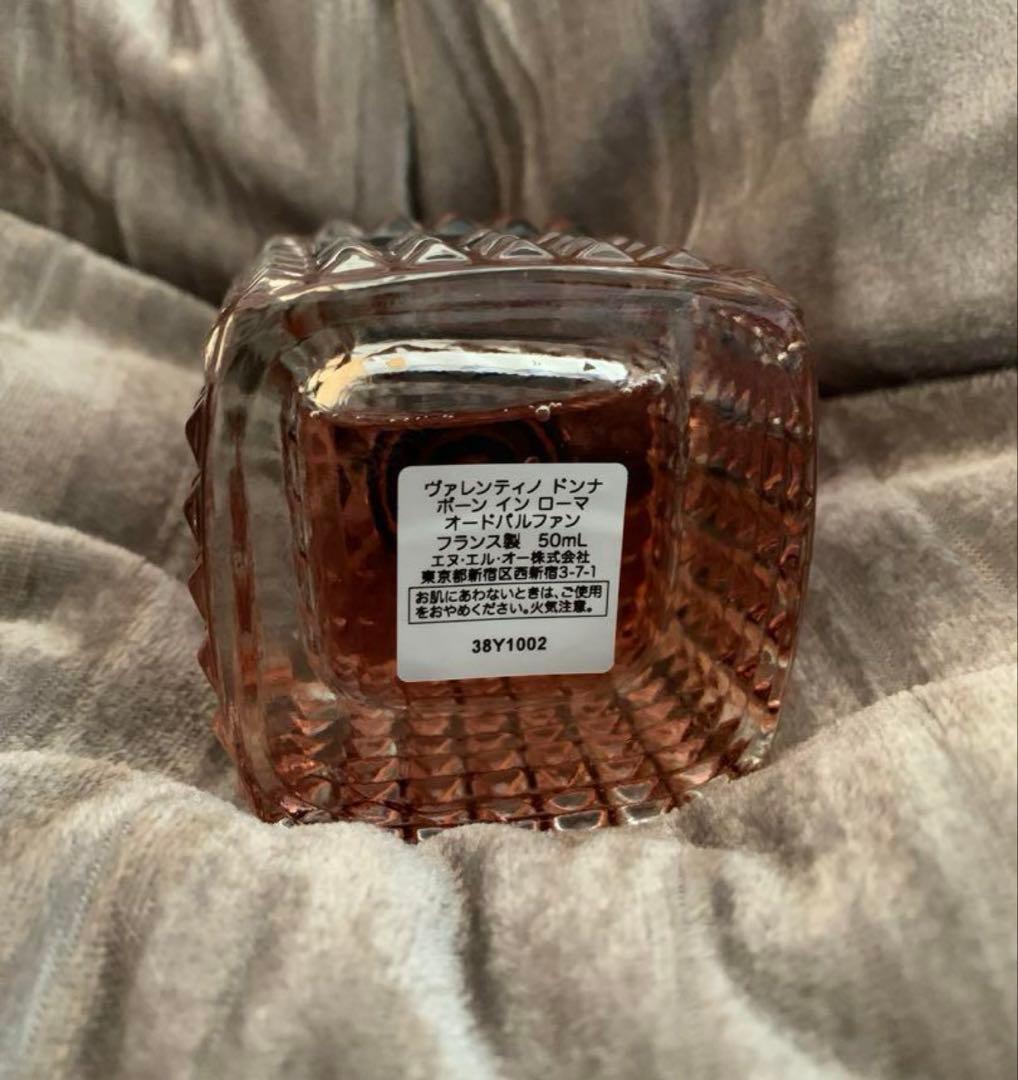 ヴァレンティノ ドンナ
ボーン イン ローマ
オードパルファン
フランス製 50mL
エヌ·エル·オー株式会社
東京都新宿区西新宿3-7-1
お肌にあわないときは、ご使用
をおやめください。火気注意。
38Y1002